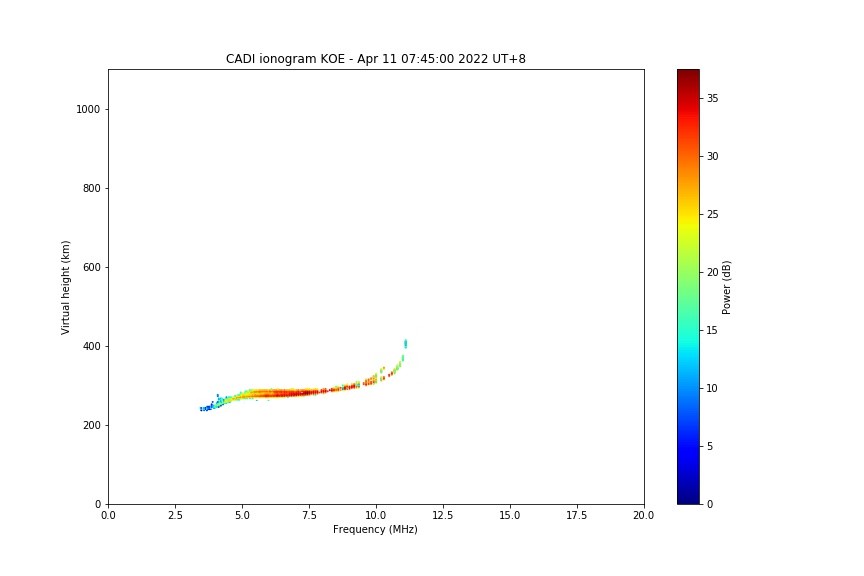 CADI ionogram KOE - Apr 11 07:45:00 2022 UT+8
1000
800
600
400
200
0
Virtual height (km)
0.0 2.5 5.0 7.5 10.0 12.5 15.0 17.5 20.0
Frequency (MHz)
35
30
25
20
15
10
5
0
Power (dB)